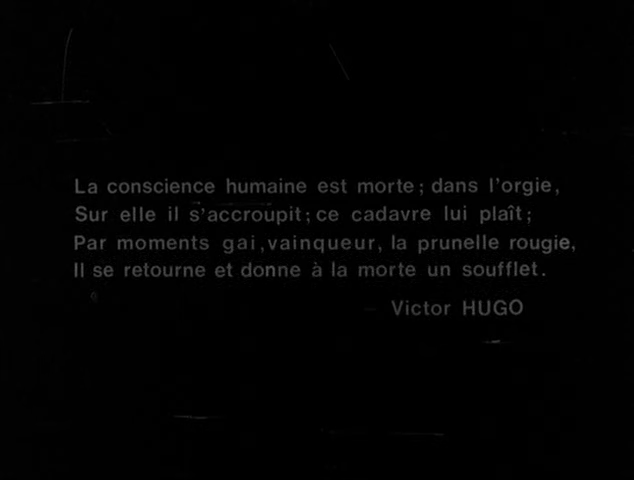 La conscience humaine est morte; dans l'orgie,
Sur elle il s'accroupit; ce cadavre lui plaît;
Par moments gai, vainqueur, la prunelle rougie,
Il se retourne et donne à la morte un soufflet.
— Victor HUGO